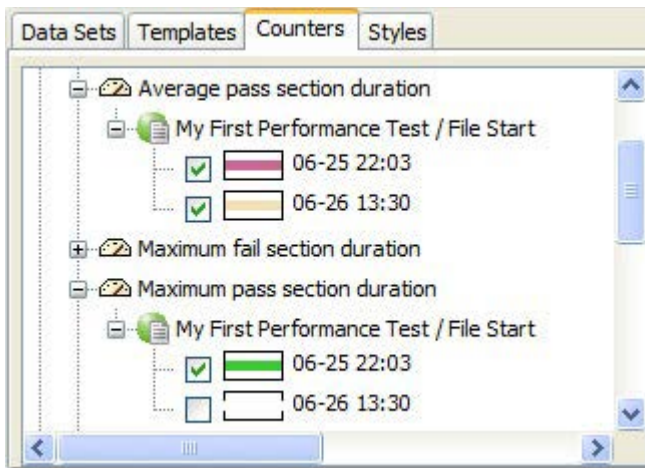 Data Sets Templates Counters Styles
Average pass section duration
My First Performance Test / File Start
06-25 22:03
06-26 13:30
Maximum fail section duration
Maximum pass section duration
My First Performance Test / File Start
06-25 22:03
06-26 13:30